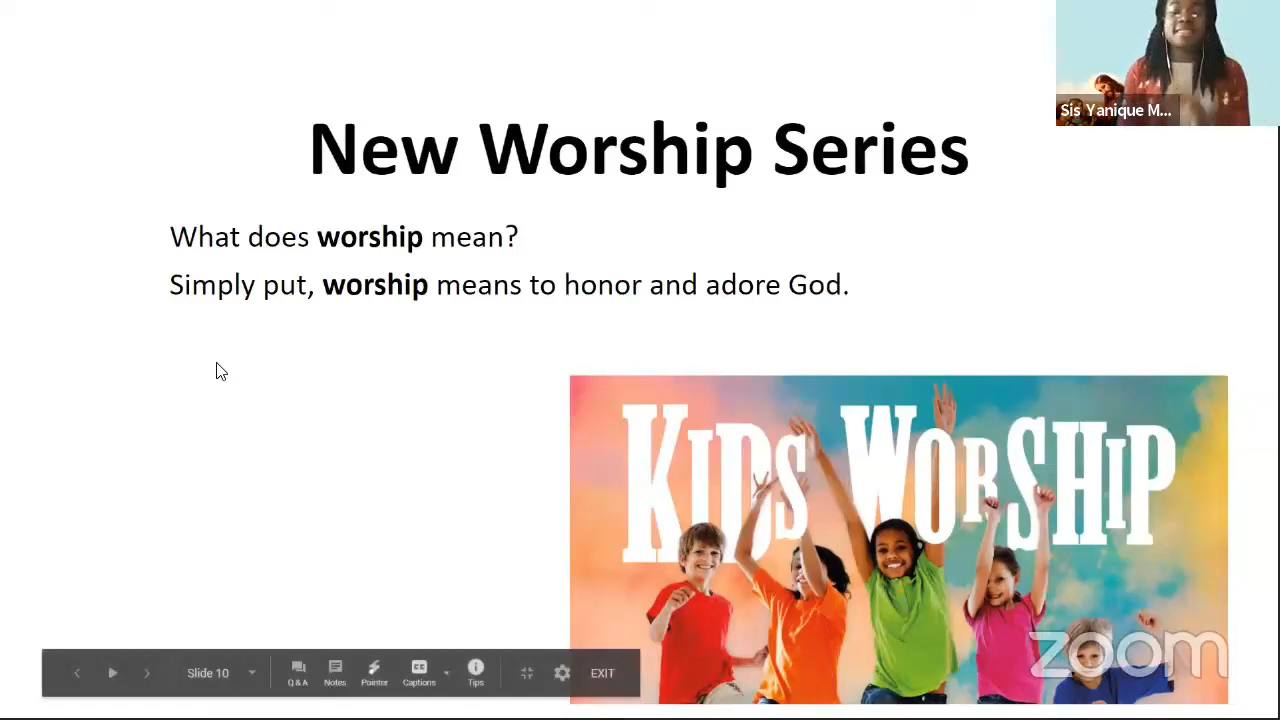 Sis Yanique M...
New Worship Series
What does worship mean?
Simply put, worship means to honor and adore God.
KIDS WORSHIP
zoom
Slide 10
Q & A
Notes
Pointer
CC
Captions
Tips
EXIT